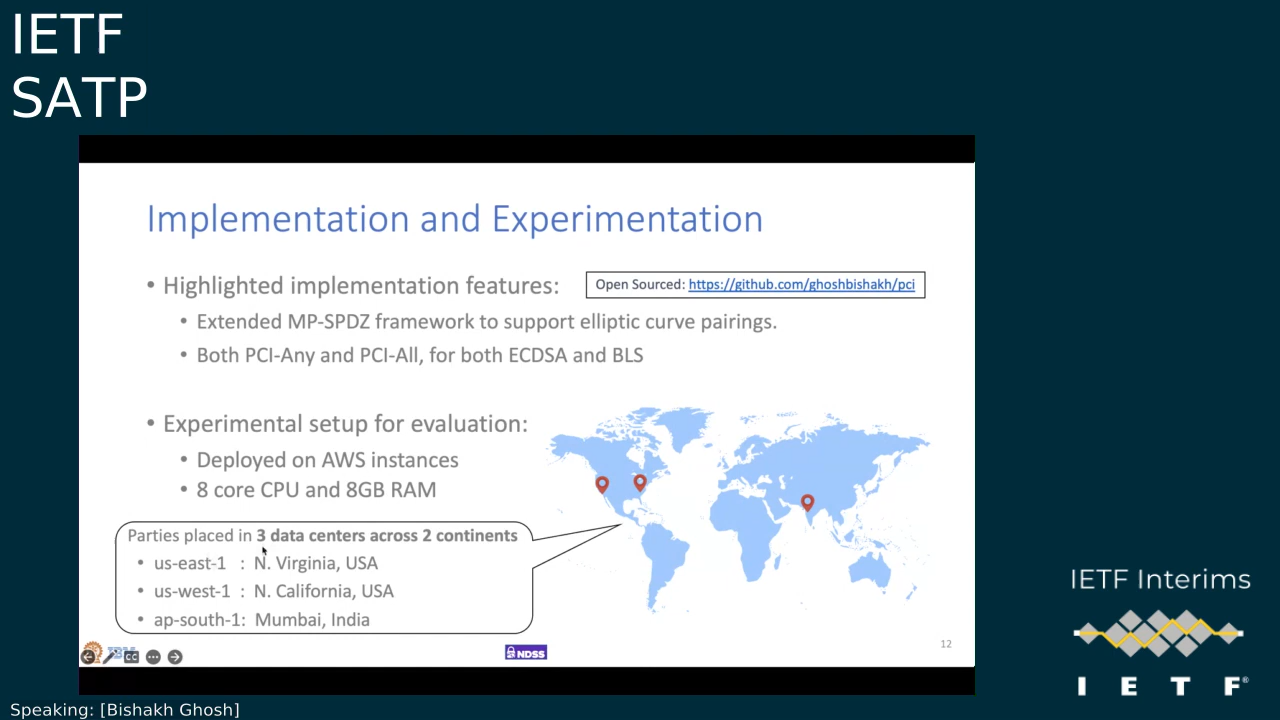 IETF
SATP
Implementation and Experimentation
• Highlighted implementation features:
Open Sourced: https://github.com/ghoshbishakh/pci
• Extended MP-SPDZ framework to support elliptic curve pairings.
• Both PCI-Any and PCI-All, for both ECDSA and BLS
• Experimental setup for evaluation:
• Deployed on AWS instances
• 8 core CPU and 8GB RAM
Parties placed in 3 data centers across 2 continents
• us-east-1 : N. Virginia, USA
• us-west-1 : N. California, USA
• ap-south-1: Mumbai, India
CC
NDSS
12
IETF Interims
I E T F®
Speaking: [Bishakh Ghosh]